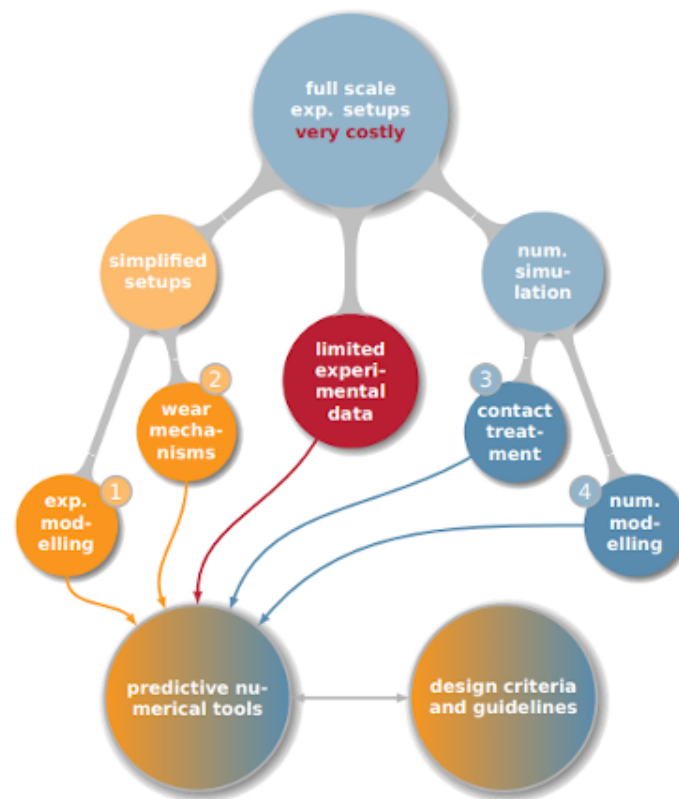 full scale
exp. setups
very costly
simplified
setups
num.
simu-
lation
limited
experi-
mental
data
2
wear
mecha-
nisms
3
contact
treat-
ment
1
exp.
mod-
elling
4
num.
mod-
elling
predictive nu-
merical tools
design criteria
and guidelines